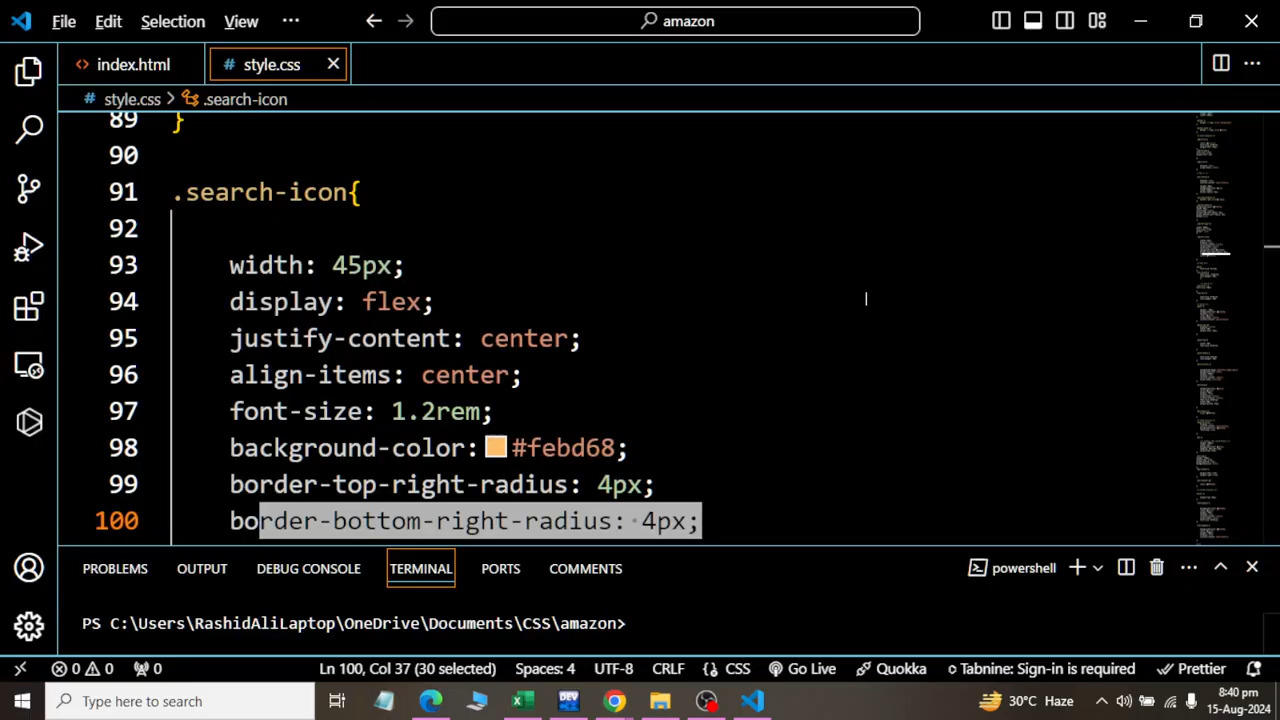 File Edit Selection View ··· amazon
index.html # style.css
# style.css > .search-icon
89 }
90
91 .search-icon{
92
93 width: 45px;
94 display: flex;
95 justify-content: center;
96 align-items: center;
97 font-size: 1.2rem;
98 background-color: #febd68;
99 border-top-right-radius: 4px;
100 border-bottom-right-radius: 4px;
PROBLEMS OUTPUT DEBUG CONSOLE TERMINAL PORTS COMMENTS powershell
PS C:\Users\RashidAliLaptop\OneDrive\Documents\CSS\amazon>
0 0 0 Ln 100, Col 37 (30 selected) Spaces: 4 UTF-8 CRLF CSS Go Live Quokka Tabnine: Sign-in is required Prettier
Type here to search DEV 30°C Haze 8:40 pm
15-Aug-2024